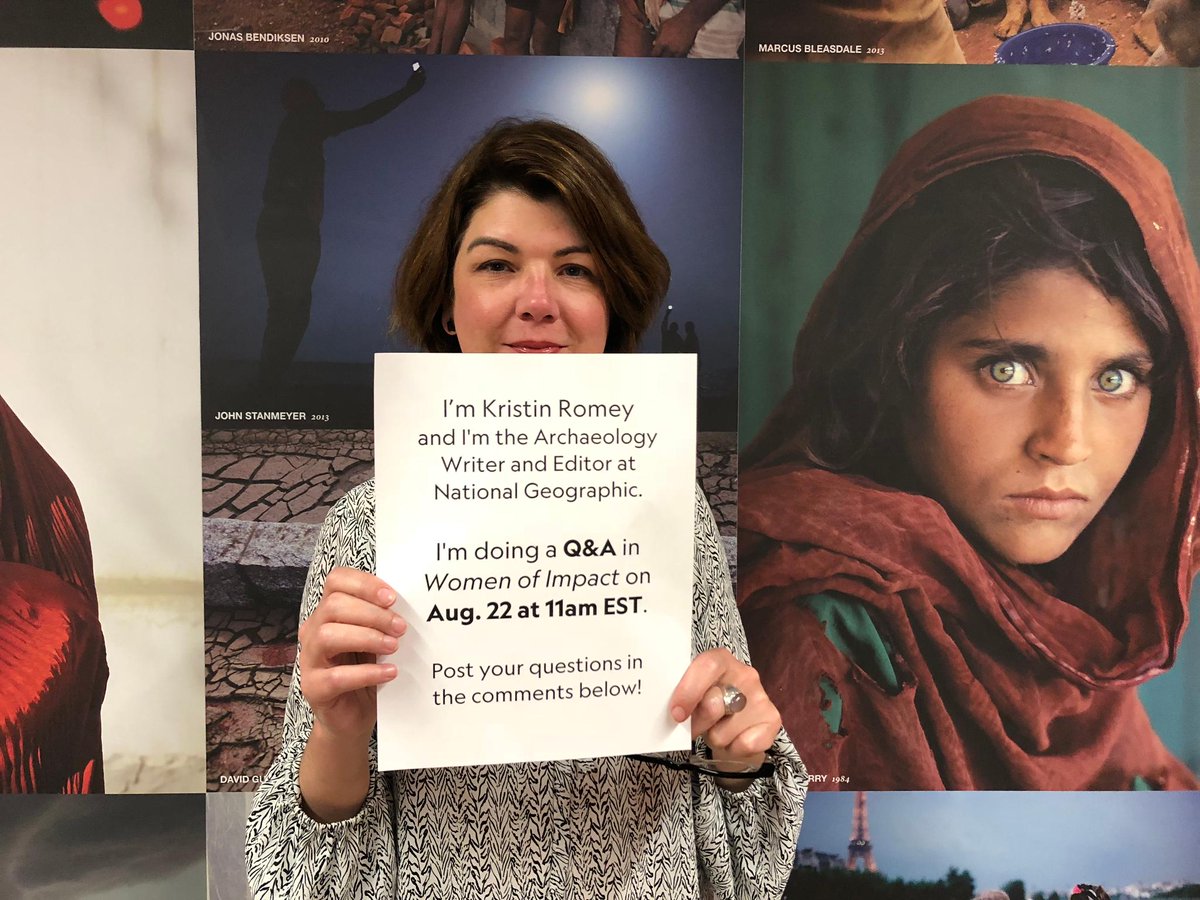 JONAS BENDIKSEN 2010
MARCUS BLEASDALE 2013
JOHN STANMEYER 2013
I'm Kristin Romey
and I'm the Archaeology
Writer and Editor at
National Geographic.
I'm doing a Q&A in
Women of Impact on
Aug. 22 at 11am EST.
Post your questions in
the comments below!
DAVID
1984